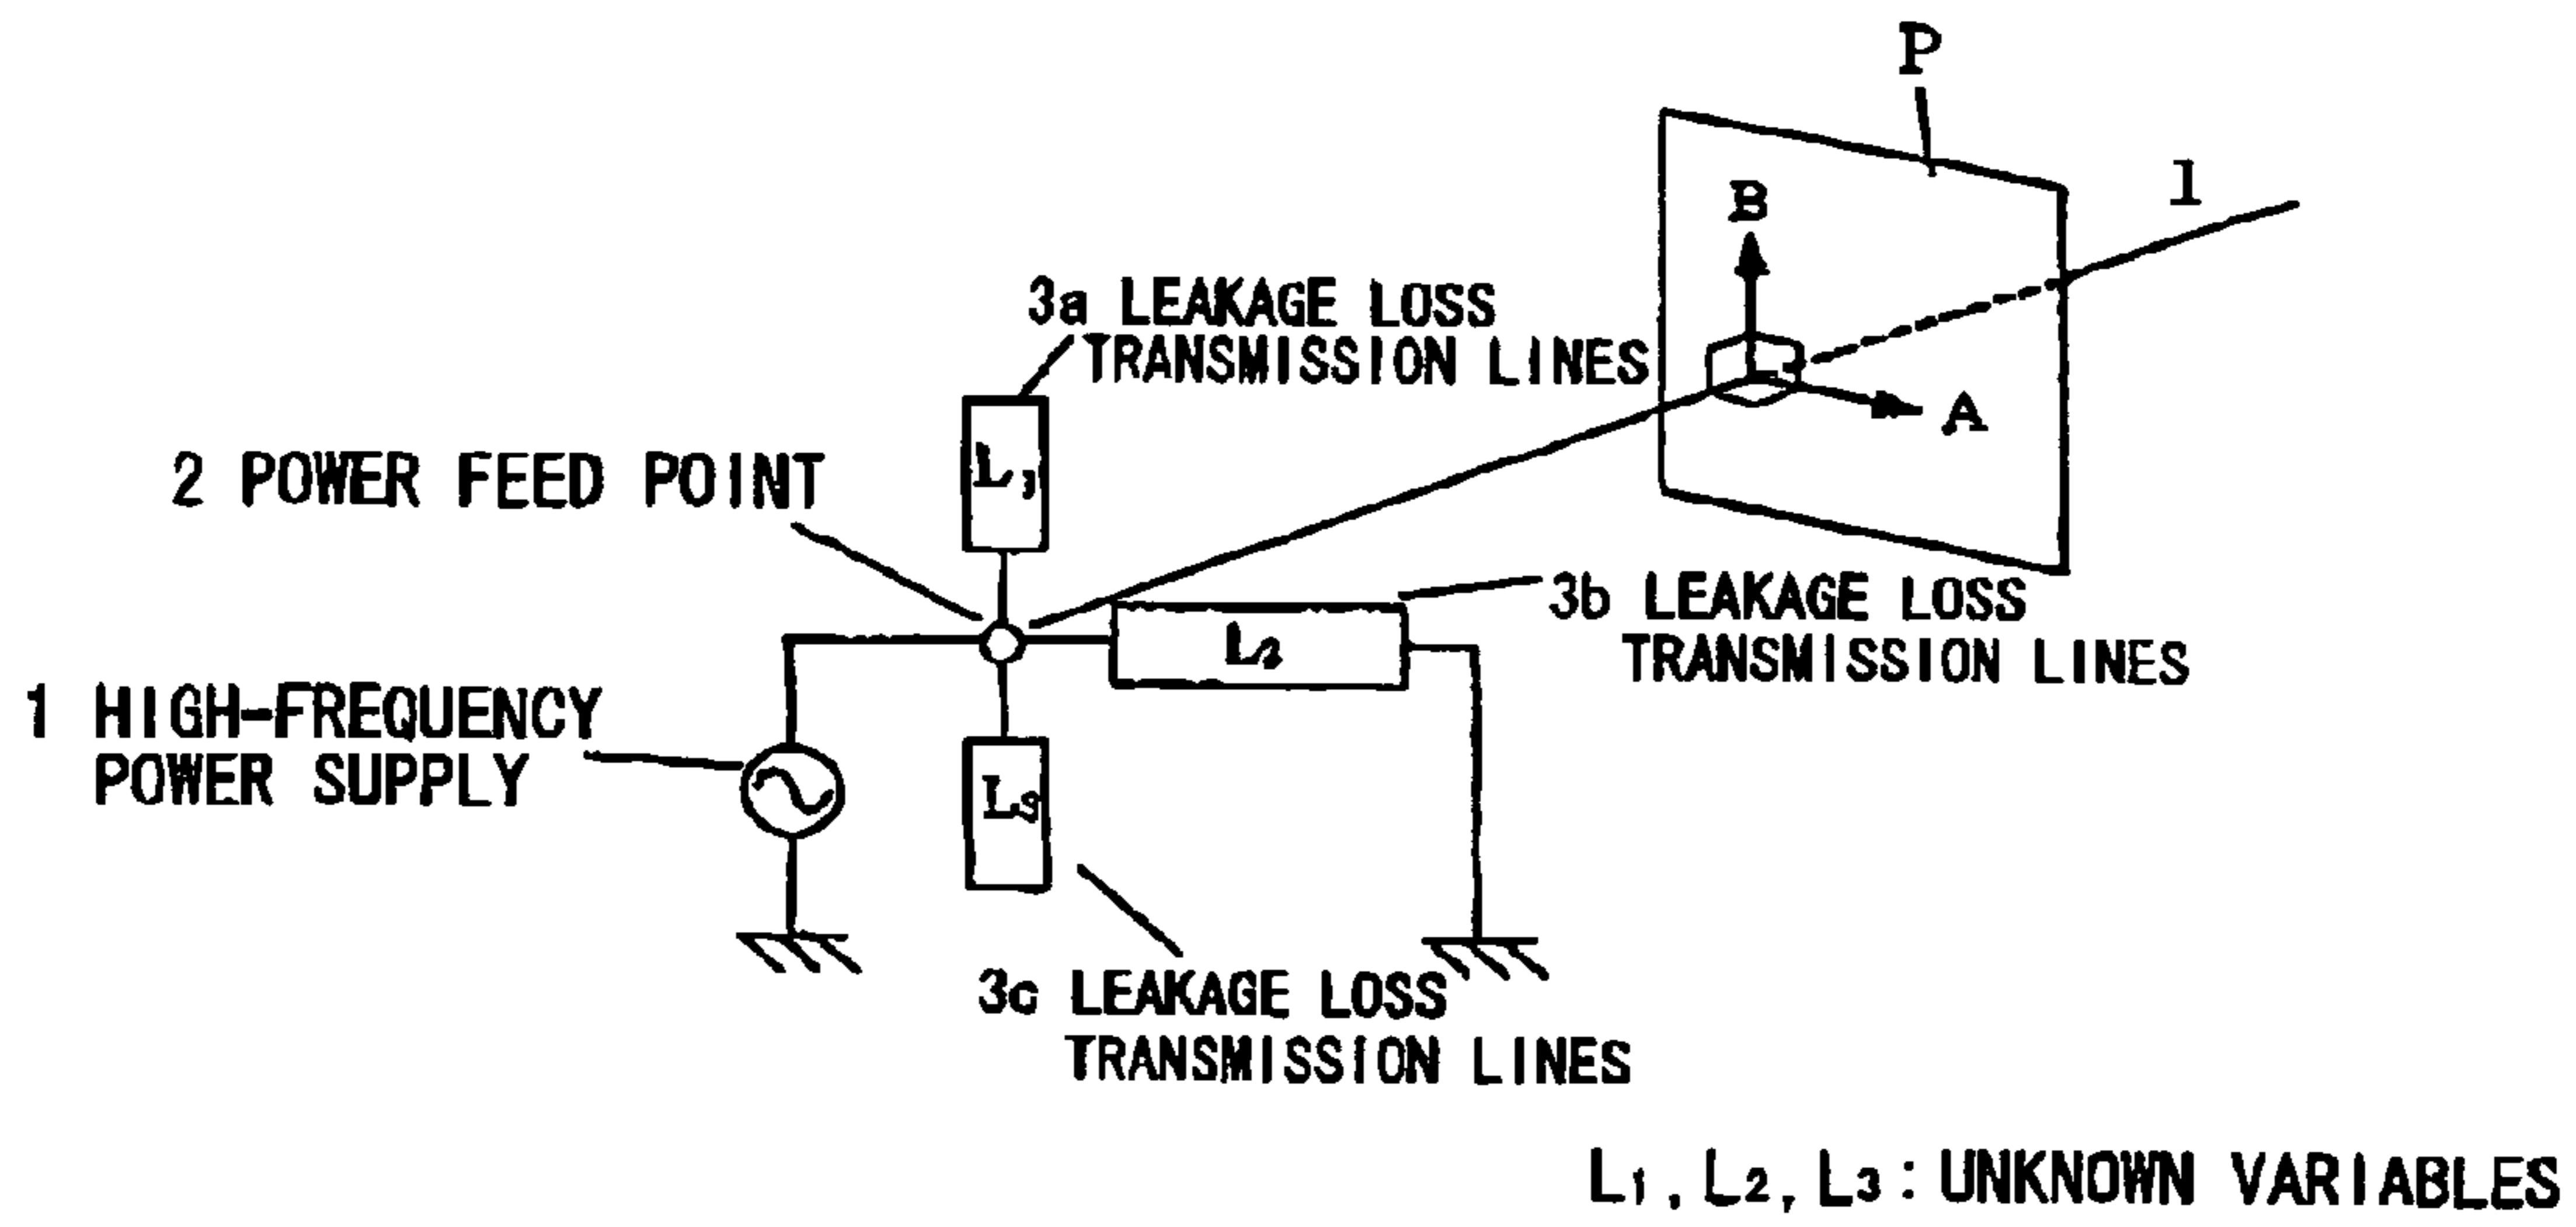 P
l
B
A
3a LEAKAGE LOSS
TRANSMISSION LINES
L1
2 POWER FEED POINT
3b LEAKAGE LOSS
TRANSMISSION LINES
L2
1 HIGH-FREQUENCY
POWER SUPPLY
L3
3c LEAKAGE LOSS
TRANSMISSION LINES
L1, L2, L3 : UNKNOWN VARIABLES